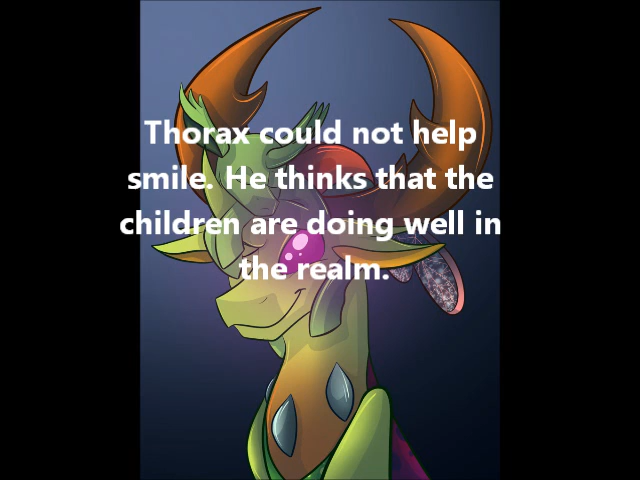 Thorax could not help
smile. He thinks that the
children are doing well in
the realm.